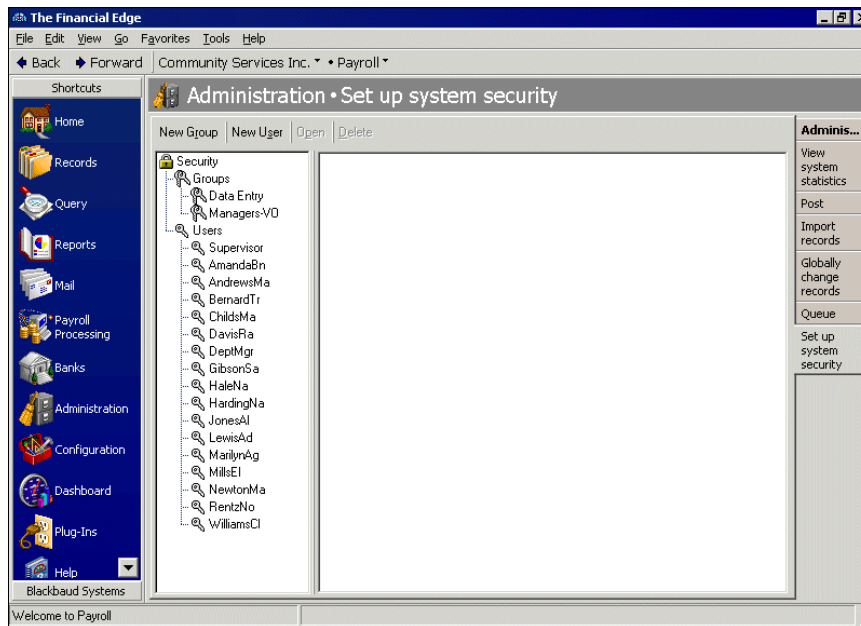 The Financial Edge
File Edit View Go Favorites Tools Help
Back Forward Community Services Inc. • Payroll
Shortcuts
Home
Records
Query
Reports
Mail
Payroll
Processing
Banks
Administration
Configuration
Dashboard
Plug-Ins
Help
Blackbaud Systems
Administration • Set up system security
New Group New User Open Delete
Security
Groups
Data Entry
Managers-VO
Users
Supervisor
AmandaBn
AndrewsMa
BernardTr
ChildsMa
DavisRa
DeptMgr
GibsonSa
HaleNa
HardingNa
JonesAl
LewisAd
MarilynAg
MillsEl
NewtonMa
RentzNo
WilliamsCl
Adminis...
View
system
statistics
Post
Import
records
Globally
change
records
Queue
Set up
system
security
Welcome to Payroll